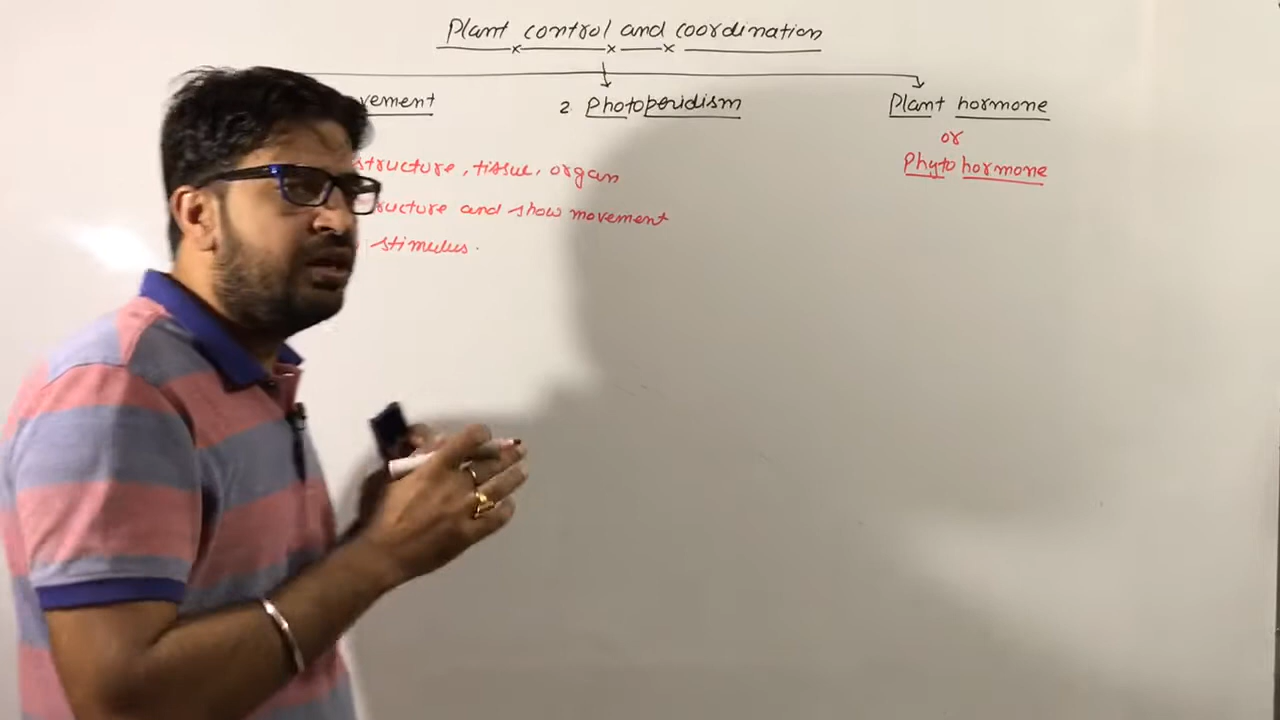 Plant control and coordination
vement
2 Photoperidism
Plant hormone
or
Phyto hormone
structure, tissue, organ
ructure and show movement
stimulus.